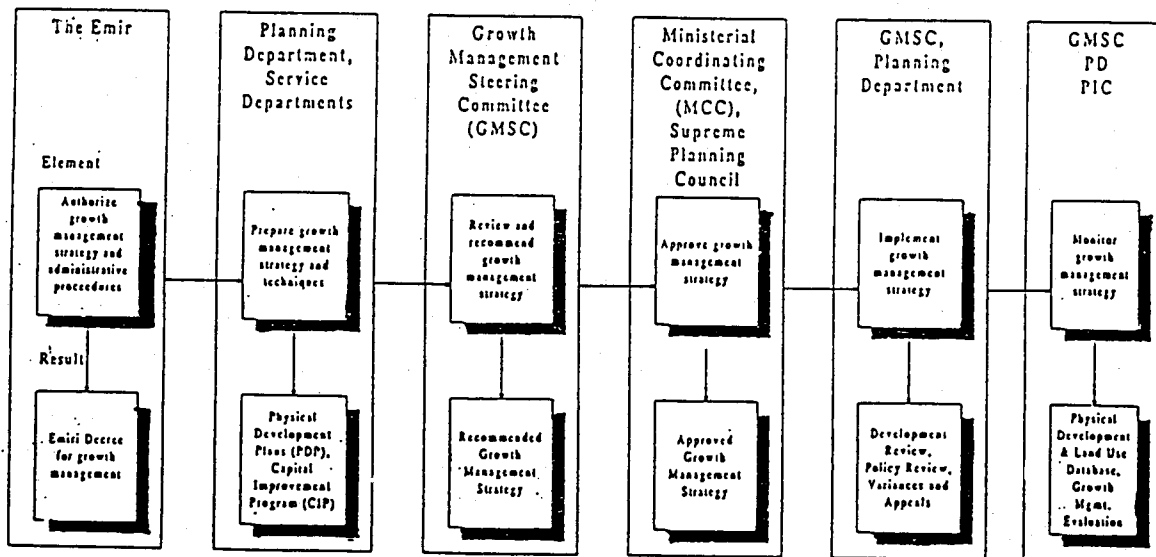 The Emir
Planning
Department,
Service
Departments
Growth
Management
Steering
Committee
(GMSC)
Ministerial
Coordinating
Committee,
(MCC),
Supreme
Planning
Council
GMSC,
Planning
Department
GMSC
PD
PIC
Element
Authorize
growth
management
strategy and
administrative
proceedures
Prepare growth
management
strategy and
techniques
Review and
recommend
growth
management
strategy
Approve growth
management
strategy
Implement
growth
management
strategy
Monitor
growth
management
strategy
Result
Emiri Decree
for growth
management
Physical
Development
Plans (PDP),
Capital
Improvement
Program (CIP)
Recommended
Growth
Management
Strategy
Approved
Growth
Management
Strategy
Development
Review,
Policy Review,
Variances and
Appeals
Physical
Development
& Land Use
Database,
Growth
Mgmt.
Evaluation